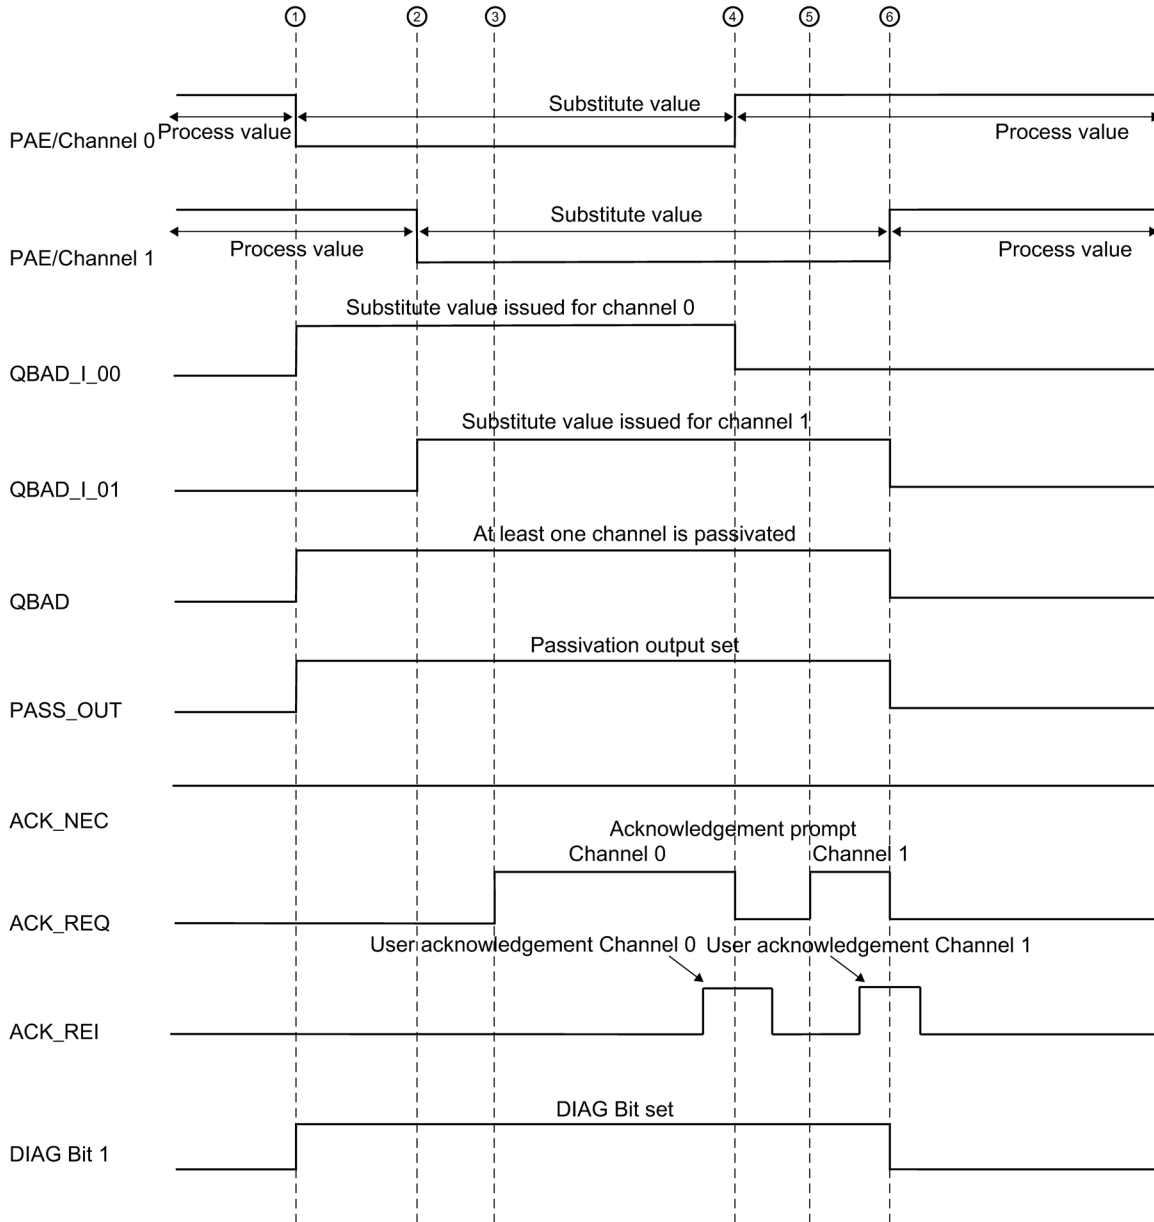 1 2 3 4 5 6
Substitute value
Process value
Process value
PAE/Channel 0
Substitute value
Process value
Process value
PAE/Channel 1
Substitute value issued for channel 0
QBAD_I_00
Substitute value issued for channel 1
QBAD_I_01
At least one channel is passivated
QBAD
Passivation output set
PASS_OUT
ACK_NEC
Acknowledgement prompt
Channel 0
Channel 1
ACK_REQ
User acknowledgement Channel 0
User acknowledgement Channel 1
ACK_REI
DIAG Bit set
DIAG Bit 1